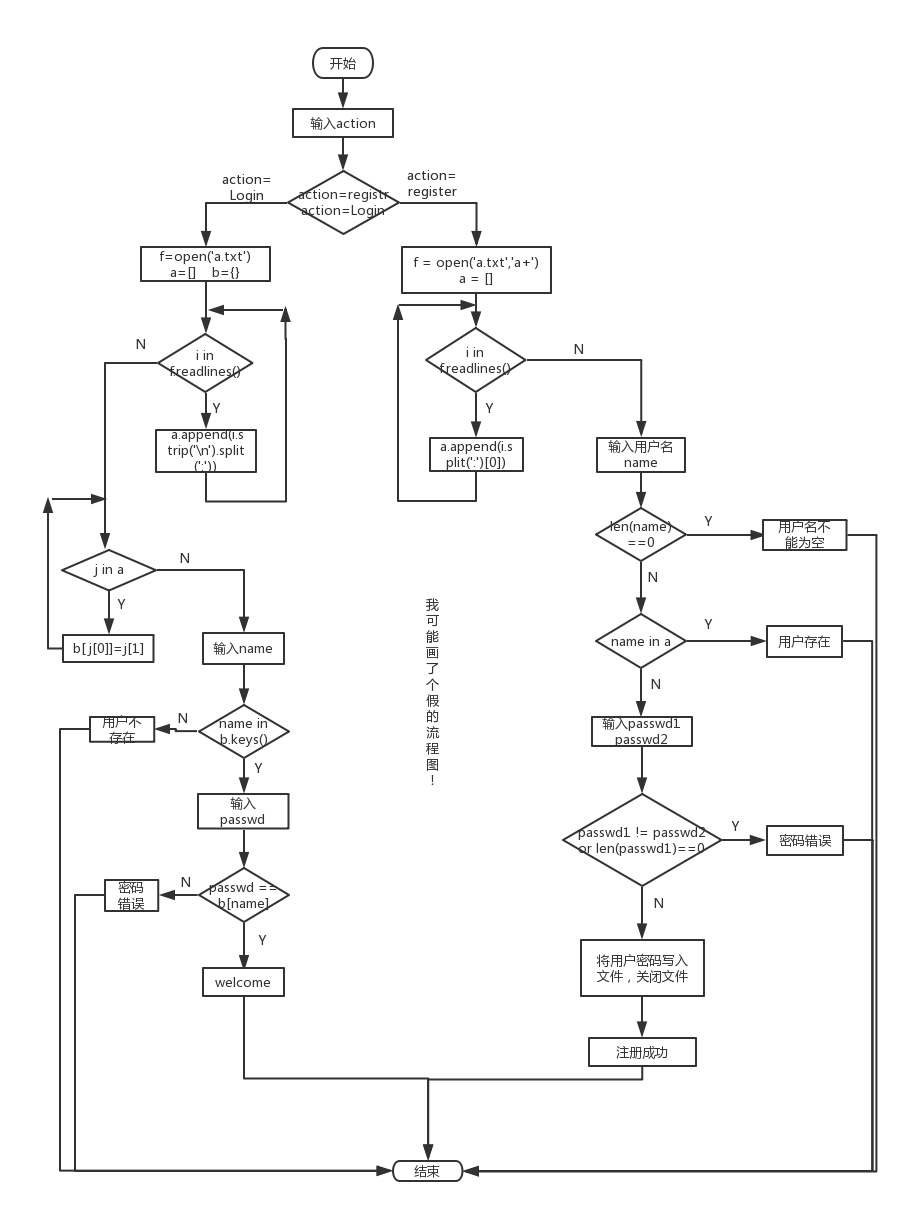 开始
输入action
action=
Login
action=registr
action=Login
action=
register
f=open('a.txt')
a=[] b={}
f = open('a.txt','a+')
a = []
N
i in
f.readlines()
Y
a.append(i.s
trip('\n').split
(':'))
i in
f.readlines()
N
Y
a.append(i.s
plit(':')[0])
输入用户名
name
len(name)
==0
Y
用户名不
能为空
N
j in a
N
Y
b[j[0]]=j[1]
输入name
name in a
Y
用户存在
N
我
可
能
画
了
个
假
的
流
程
图
!
用户不
存在
N
name in
b.keys()
Y
输入passwd1
passwd2
输入
passwd
passwd1 != passwd2
or len(passwd1)==0
Y
密码错误
N
密码
错误
N
passwd ==
b[name]
Y
welcome
将用户密码写入
文件，关闭文件
注册成功
结束